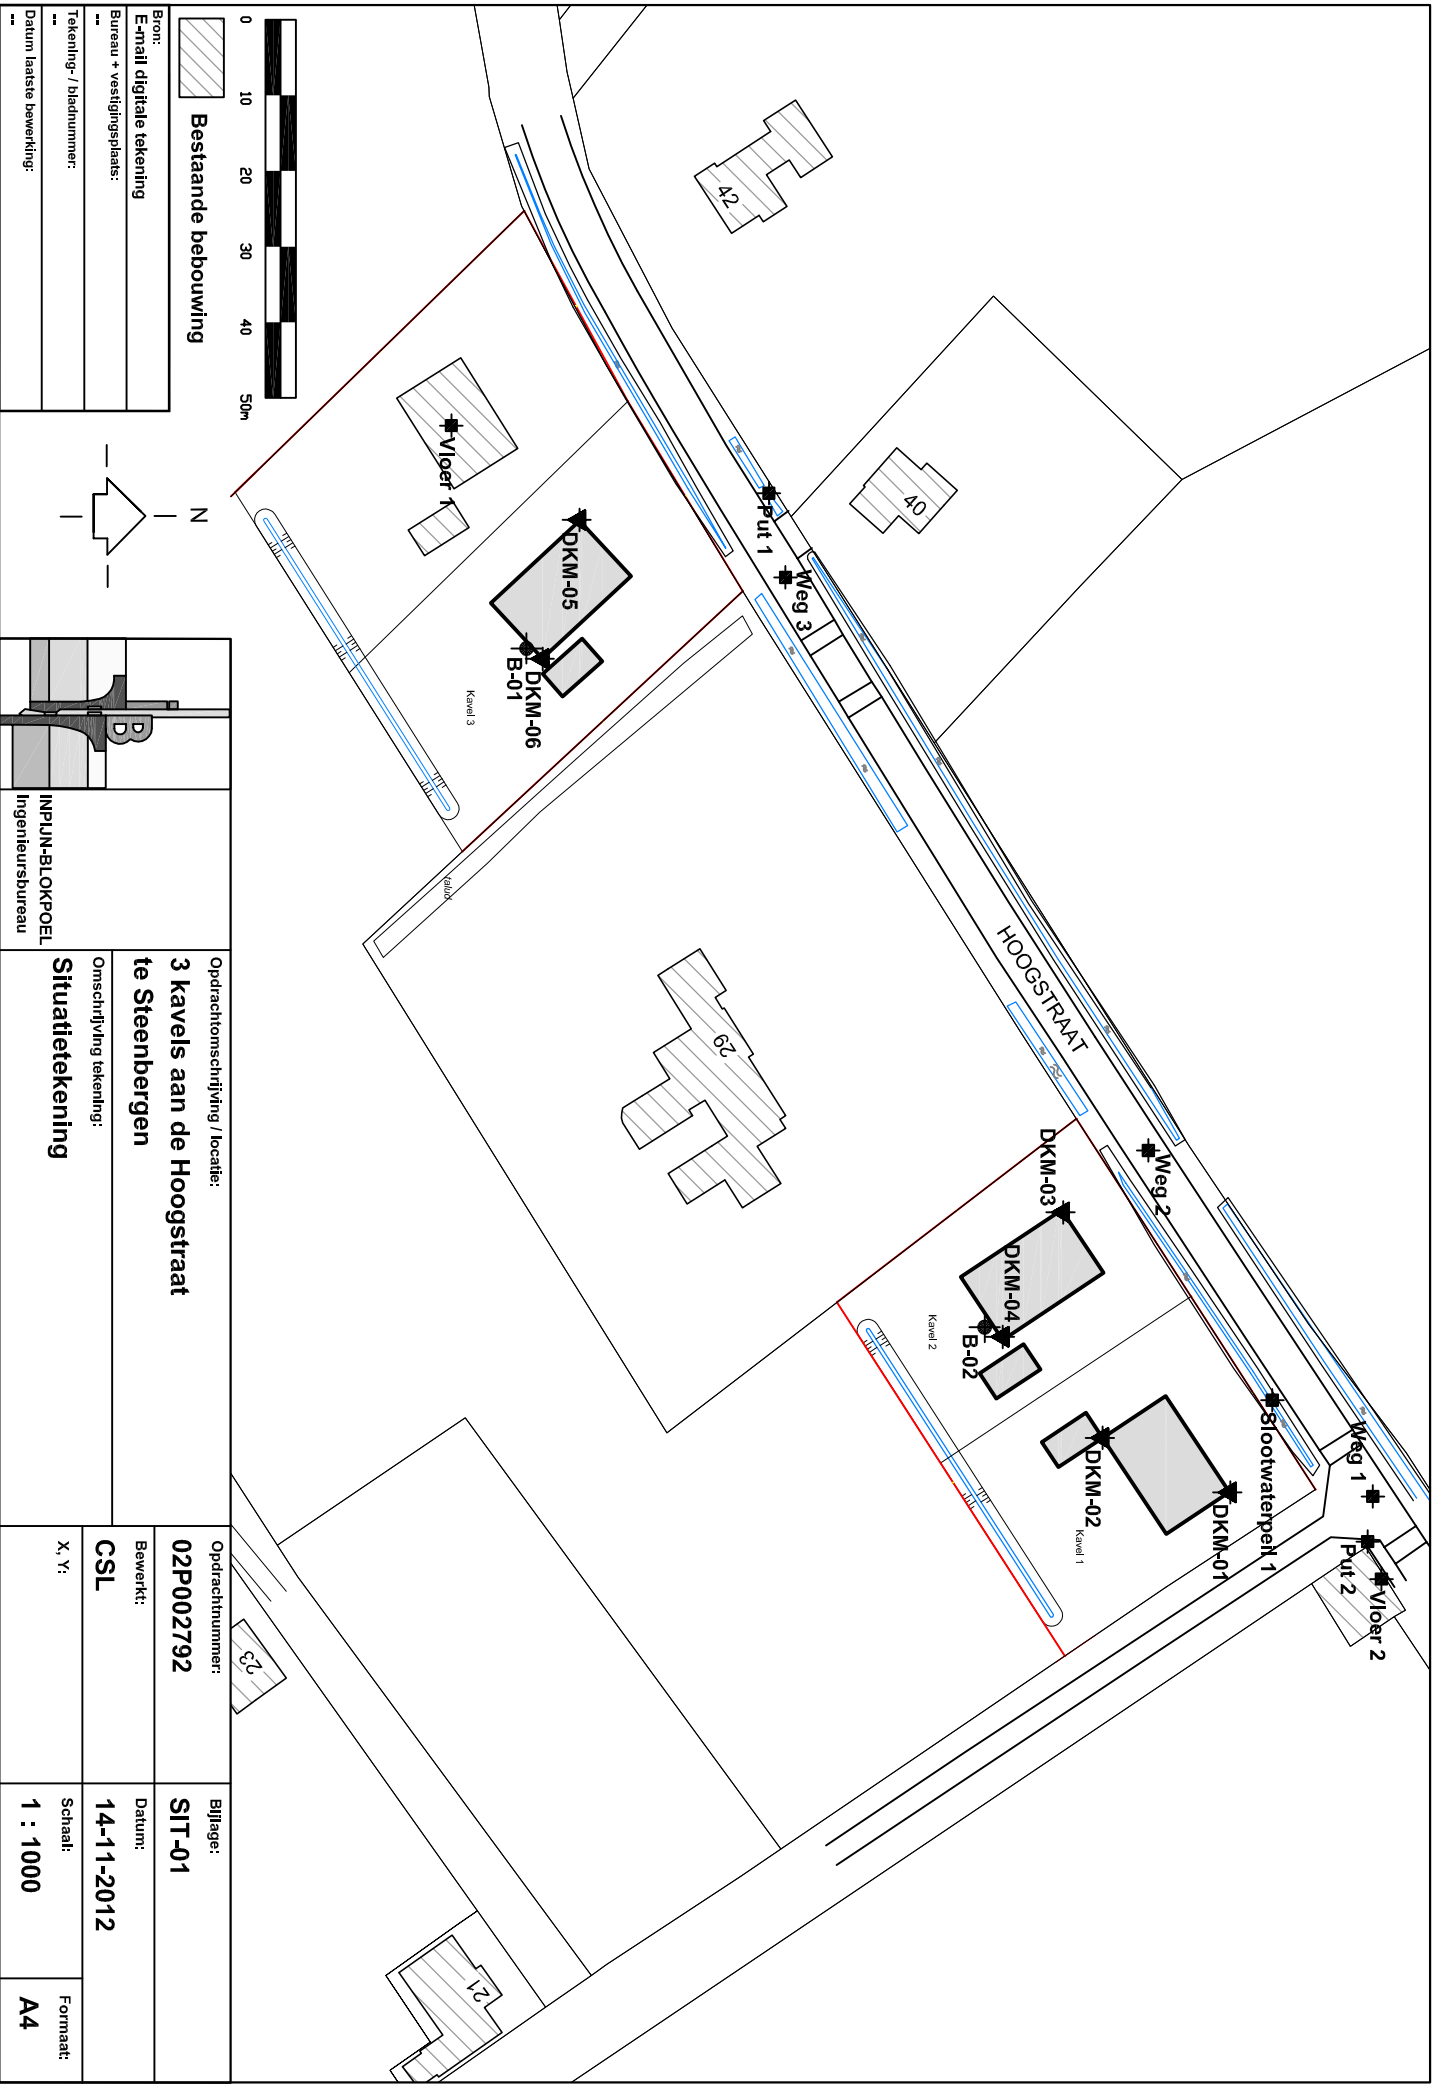 42
40
HOOGSTRAAT
Put 1
Weg 3
Weg 2
Weg 1
Put 2
Vloer 2
Slootwaterpeil 1
DKM-01
DKM-02
Kavel 1
DKM-03
DKM-04
B-02
Kavel 2
29
talud
Vloer 1
DKM-05
DKM-06
B-01
Kavel 3
23
21
0 10 20 30 40 50m
Bestaande bebouwing
N
Bron:
E-mail digitale tekening
Bureau + vestigingsplaats:
--
Tekening- / bladnummer:
--
Datum laatste bewerking:
--
INPIJN-BLOKPOEL
Ingenieursbureau
Opdrachtomschrijving / locatie:
3 kavels aan de Hoogstraat
te Steenbergen
Omschrijving tekening:
Situatietekening
Opdrachtnummer:
02P002792
Bijlage:
SIT-01
Bewerkt:
CSL
Datum:
14-11-2012
X, Y:
Schaal:
1 : 1000
Formaat:
A4